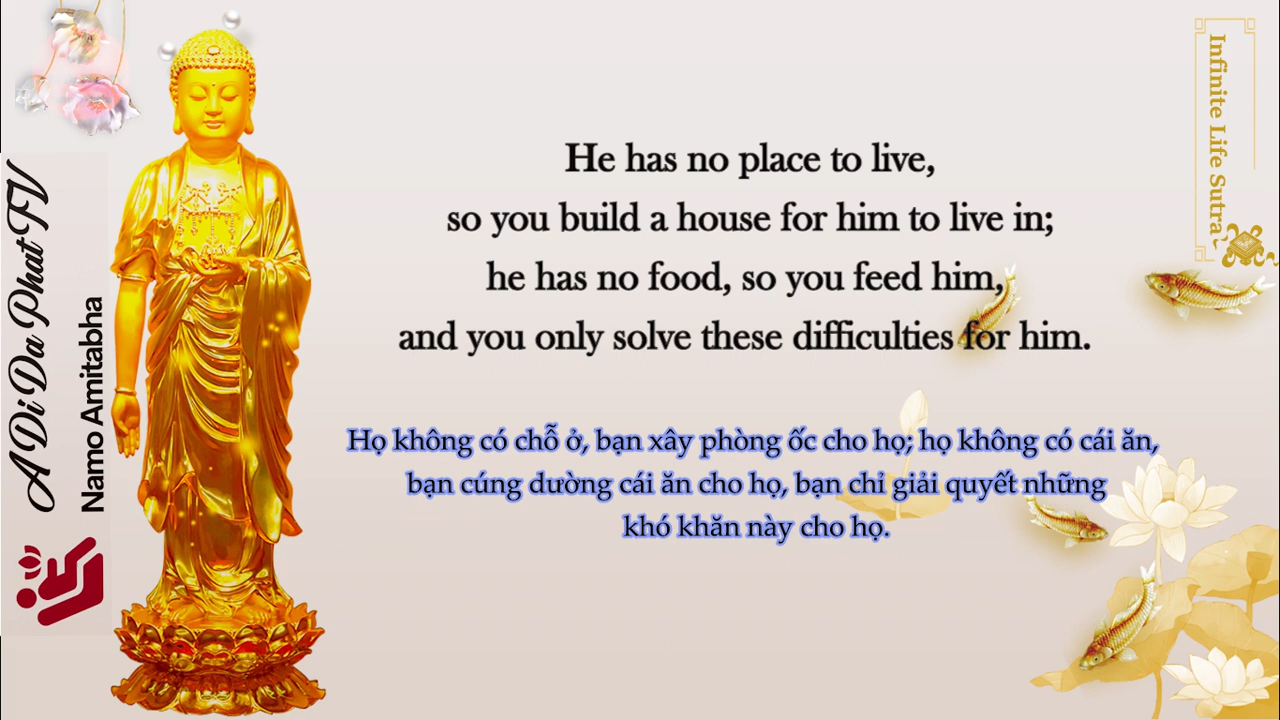 A Di Da Phat TV
Namo Amitabha
He has no place to live,
so you build a house for him to live in;
he has no food, so you feed him,
and you only solve these difficulties for him.
Họ không có chỗ ở, bạn xây phòng ốc cho họ; họ không có cái ăn,
bạn cúng dường cái ăn cho họ, bạn chỉ giải quyết những
khó khăn này cho họ.
Infinite Life Sutra